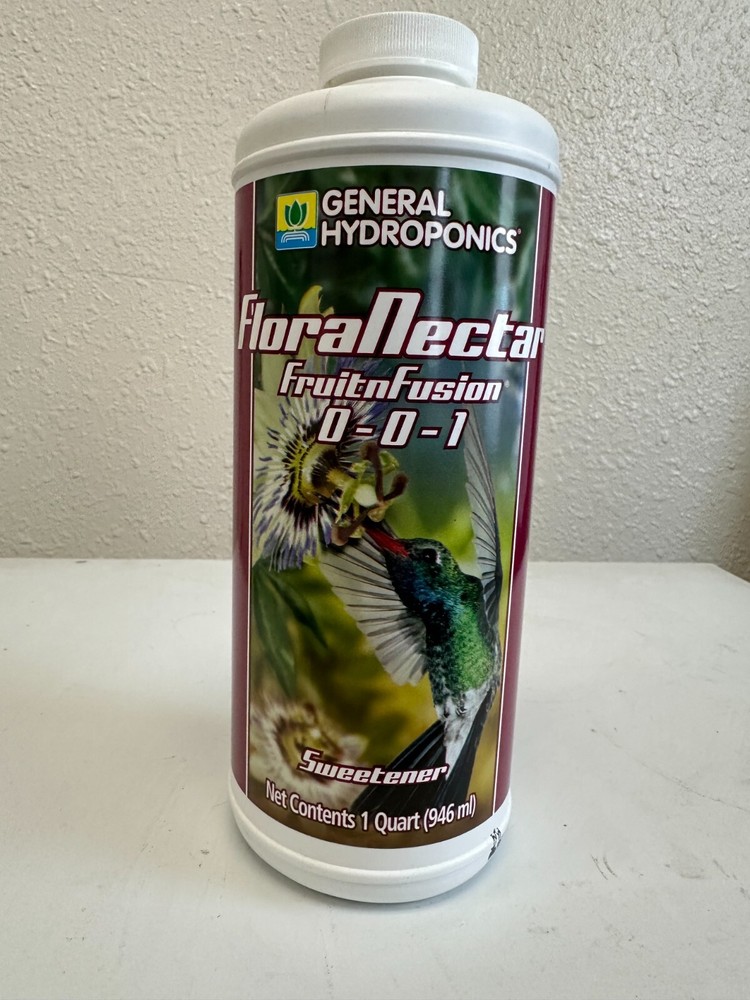 GENERAL
HYDROPONICS®
FloraNectar
FruitnFusion
0-0-1
Sweetener
Net Contents 1 Quart (946 ml)